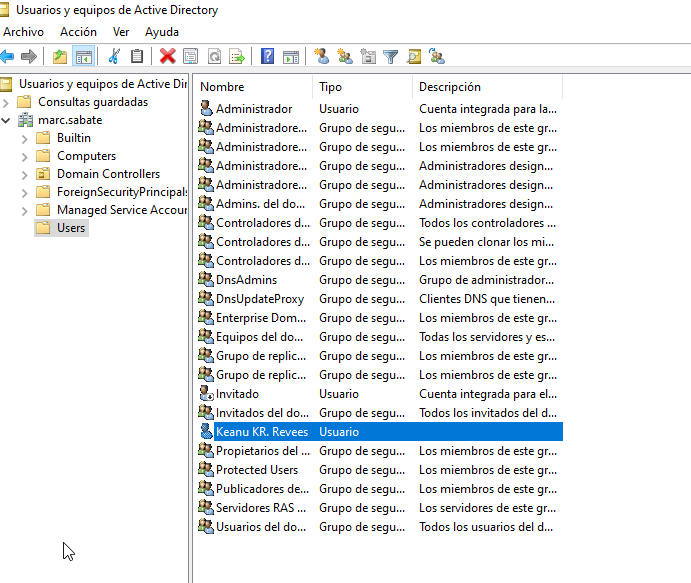 Usuarios y equipos de Active Directory
Archivo Acción Ver Ayuda
Usuarios y equipos de Active Dir
Consultas guardadas
marc.sabate
Builtin
Computers
Domain Controllers
ForeignSecurityPrincipals
Managed Service Accour
Users
Nombre Tipo Descripción
Administrador Usuario Cuenta integrada para la...
Administradore... Grupo de segu... Los miembros de este gr...
Administradore... Grupo de segu... Los miembros de este gr...
Administradore... Grupo de segu... Administradores design...
Administradore... Grupo de segu... Administradores design...
Admins. del do... Grupo de segu... Administradores design...
Controladores d... Grupo de segu... Todos los controladores ...
Controladores d... Grupo de segu... Se pueden clonar los mi...
Controladores d... Grupo de segu... Los miembros de este gr...
DnsAdmins Grupo de segu... Grupo de administrador...
DnsUpdateProxy Grupo de segu... Clientes DNS que tienen...
Enterprise Dom... Grupo de segu... Los miembros de este gr...
Equipos del do... Grupo de segu... Todas los servidores y es...
Grupo de replic... Grupo de segu... Los miembros de este gr...
Grupo de replic... Grupo de segu... Los miembros de este gr...
Invitado Usuario Cuenta integrada para el...
Invitados del do... Grupo de segu... Todos los invitados del d...
Keanu KR. Revees Usuario
Propietarios del ... Grupo de segu... Los miembros de este gr...
Protected Users Grupo de segu... Los miembros de este gr...
Publicadores de... Grupo de segu... Los miembros de este gr...
Servidores RAS ... Grupo de segu... Los servidores de este gr...
Usuarios del do... Grupo de segu... Todos los usuarios del d...